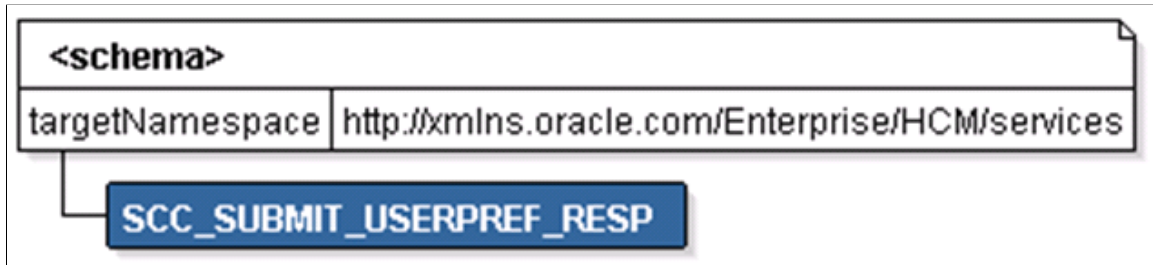 <schema>
targetNamespace http://xmlns.oracle.com/Enterprise/HCM/services
SCC_SUBMIT_USERPREF_RESP